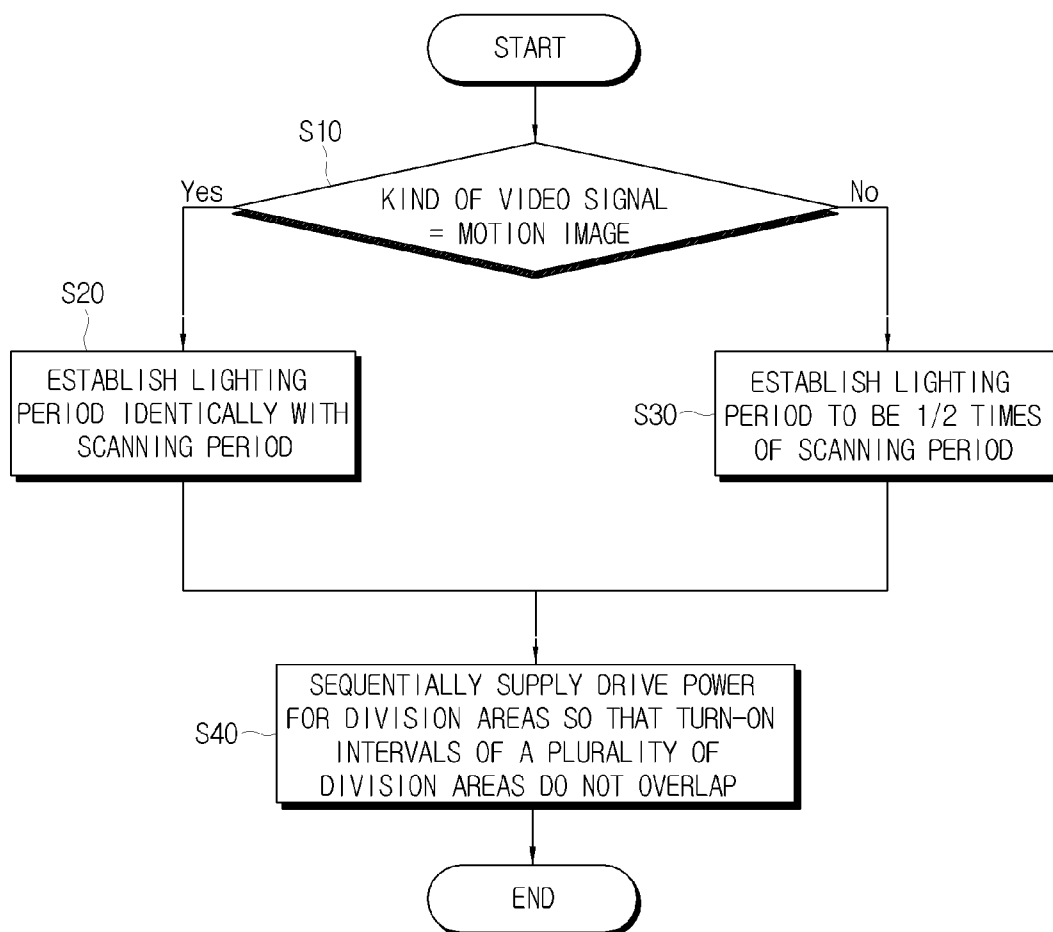 START
S10
Yes
KIND OF VIDEO SIGNAL
= MOTION IMAGE
No
S20
ESTABLISH LIGHTING
PERIOD IDENTICALLY WITH
SCANNING PERIOD
S30
ESTABLISH LIGHTING
PERIOD TO BE 1/2 TIMES
OF SCANNING PERIOD
S40
SEQUENTIALLY SUPPLY DRIVE POWER
FOR DIVISION AREAS SO THAT TURN-ON
INTERVALS OF A PLURALITY OF
DIVISION AREAS DO NOT OVERLAP
END